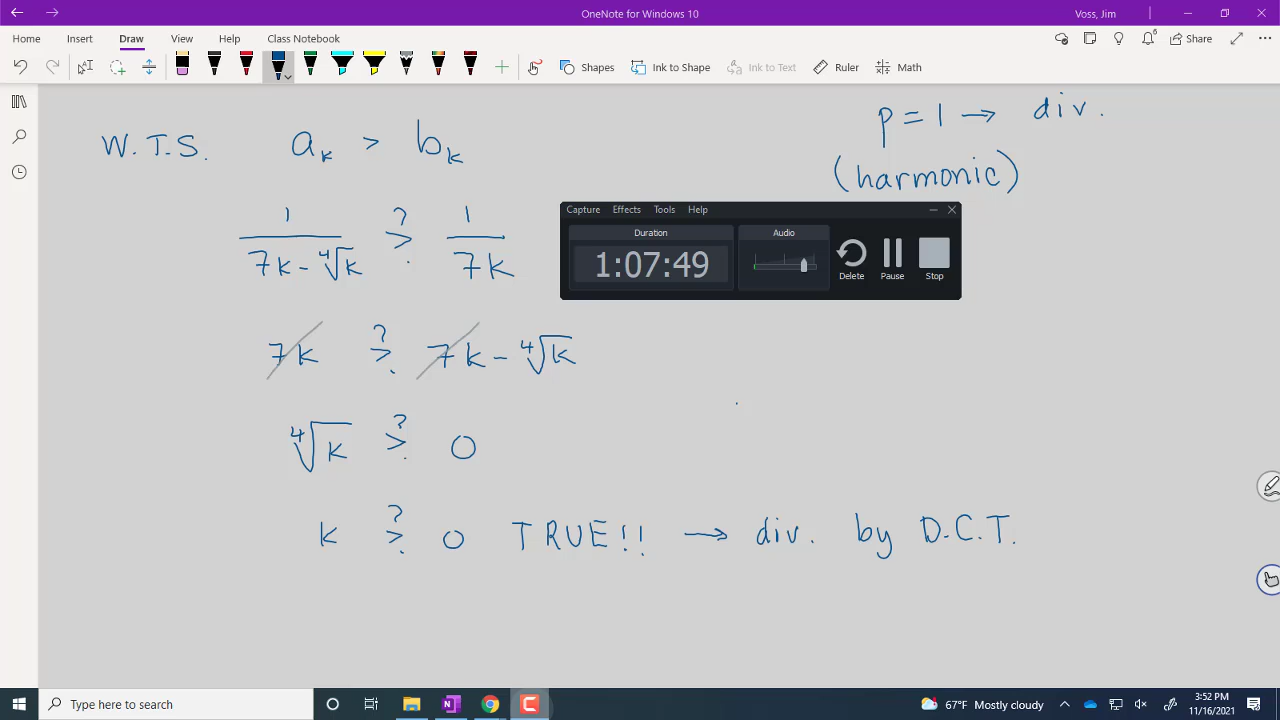 OneNote for Windows 10
Voss, Jim
Home Insert Draw View Help Class Notebook
Share
Shapes Ink to Shape Ink to Text Ruler Math
W.T.S. aₖ > bₖ
p = 1 → div.
(harmonic)
Capture Effects Tools Help
Duration Audio
1:07:49
Delete Pause Stop
1/(7k - ⁴√k) >? 1/(7k)
7k >? 7k - ⁴√k
⁴√k >? 0
k >? 0 TRUE!! → div. by D.C.T.
Type here to search
67°F Mostly cloudy
3:52 PM
11/16/2021